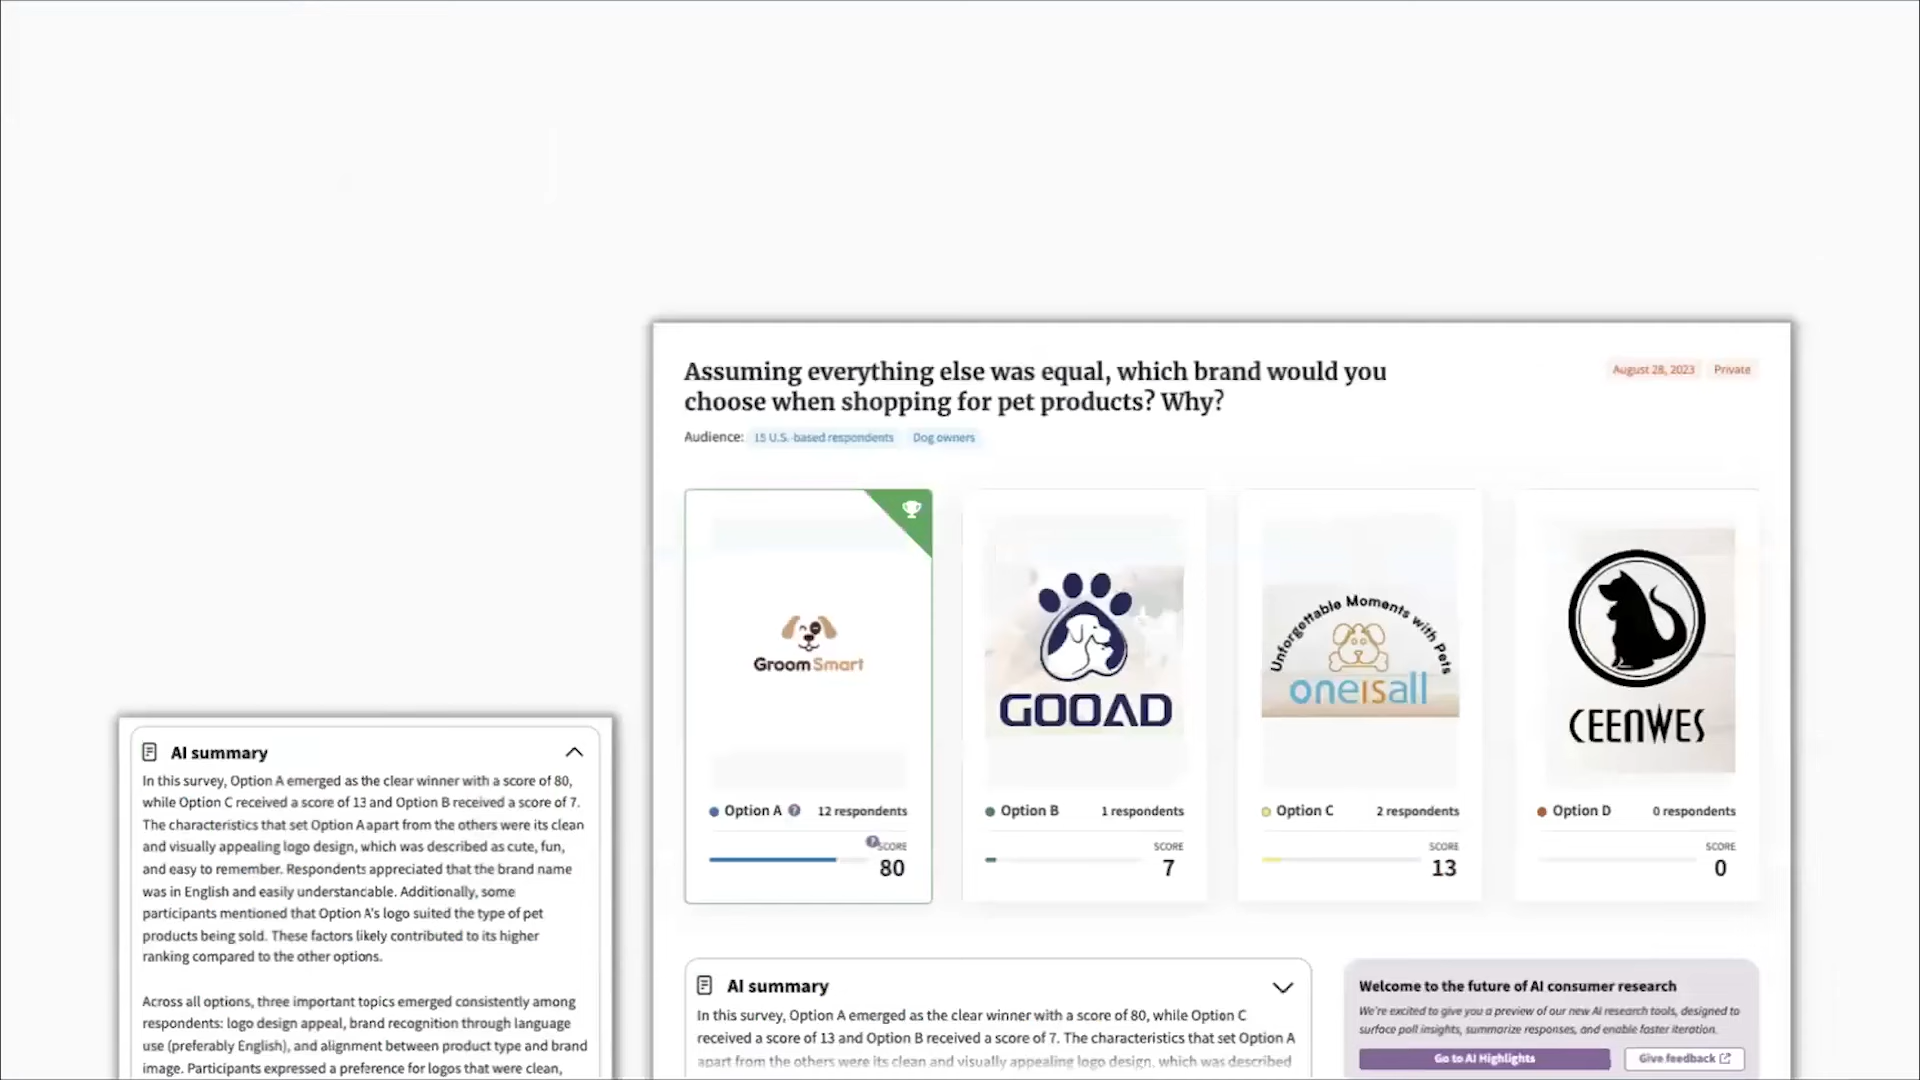 Assuming everything else was equal, which brand would you
choose when shopping for pet products? Why?
August 28, 2023 Private
Audience: 15 U.S.-based respondents Dog owners
GroomSmart
GOOAD
Unforgettable Moments with Pets
oneisall
CEENWES
Option A ? 12 respondents
? SCORE
80
Option B 1 respondents
SCORE
7
Option C 2 respondents
SCORE
13
Option D 0 respondents
SCORE
0
AI summary
In this survey, Option A emerged as the clear winner with a score of 80,
while Option C received a score of 13 and Option B received a score of 7.
The characteristics that set Option A apart from the others were its clean
and visually appealing logo design, which was described as cute, fun,
and easy to remember. Respondents appreciated that the brand name
was in English and easily understancable. Additionally, some
participants mentioned that Option A's logo suited the type of pet
products being sold. These factors likely contributed to its higher
ranking compared to the other options.
Across all options, three important topics emerged consistently among
respondents: logo design appeal, brand recognition through language
use (preferably English), and alignment between product type and brand
image. Participants expressed a preference for logos that were clean,
AI summary
In this survey, Option A emerged as the clear winner with a score of 80, while Option C
received a score of 13 and Option B received a score of 7. The characteristics that set Option A
apart from the others were its clean and visually appealing logo design, which was described
Welcome to the future of AI consumer research
We're excited to give you a preview of our new AI research tools, designed to
surface poll insights, summarize responses, and enable faster iteration.
Go to AI Highlights
Give feedback